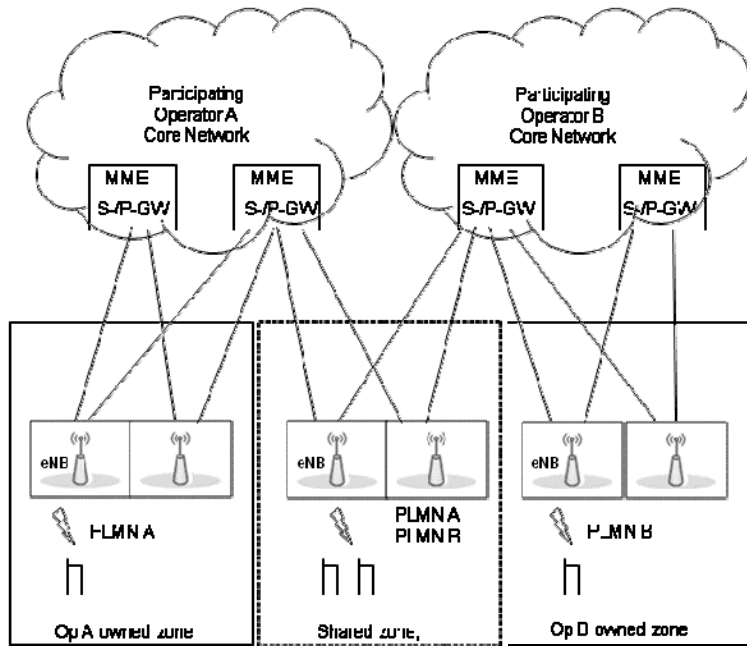 Participating
Operator A
Core Network
Participating
Operator B
Core Network
MME
S-/P-GW
MME
S-/P-GW
MME
S-/P-GW
MME
S-/P-GW
eNB
eNB
eNB
PLMN A
PLMN A
PLMN B
PLMN B
Op A owned zone
Shared zone,
Op B owned zone